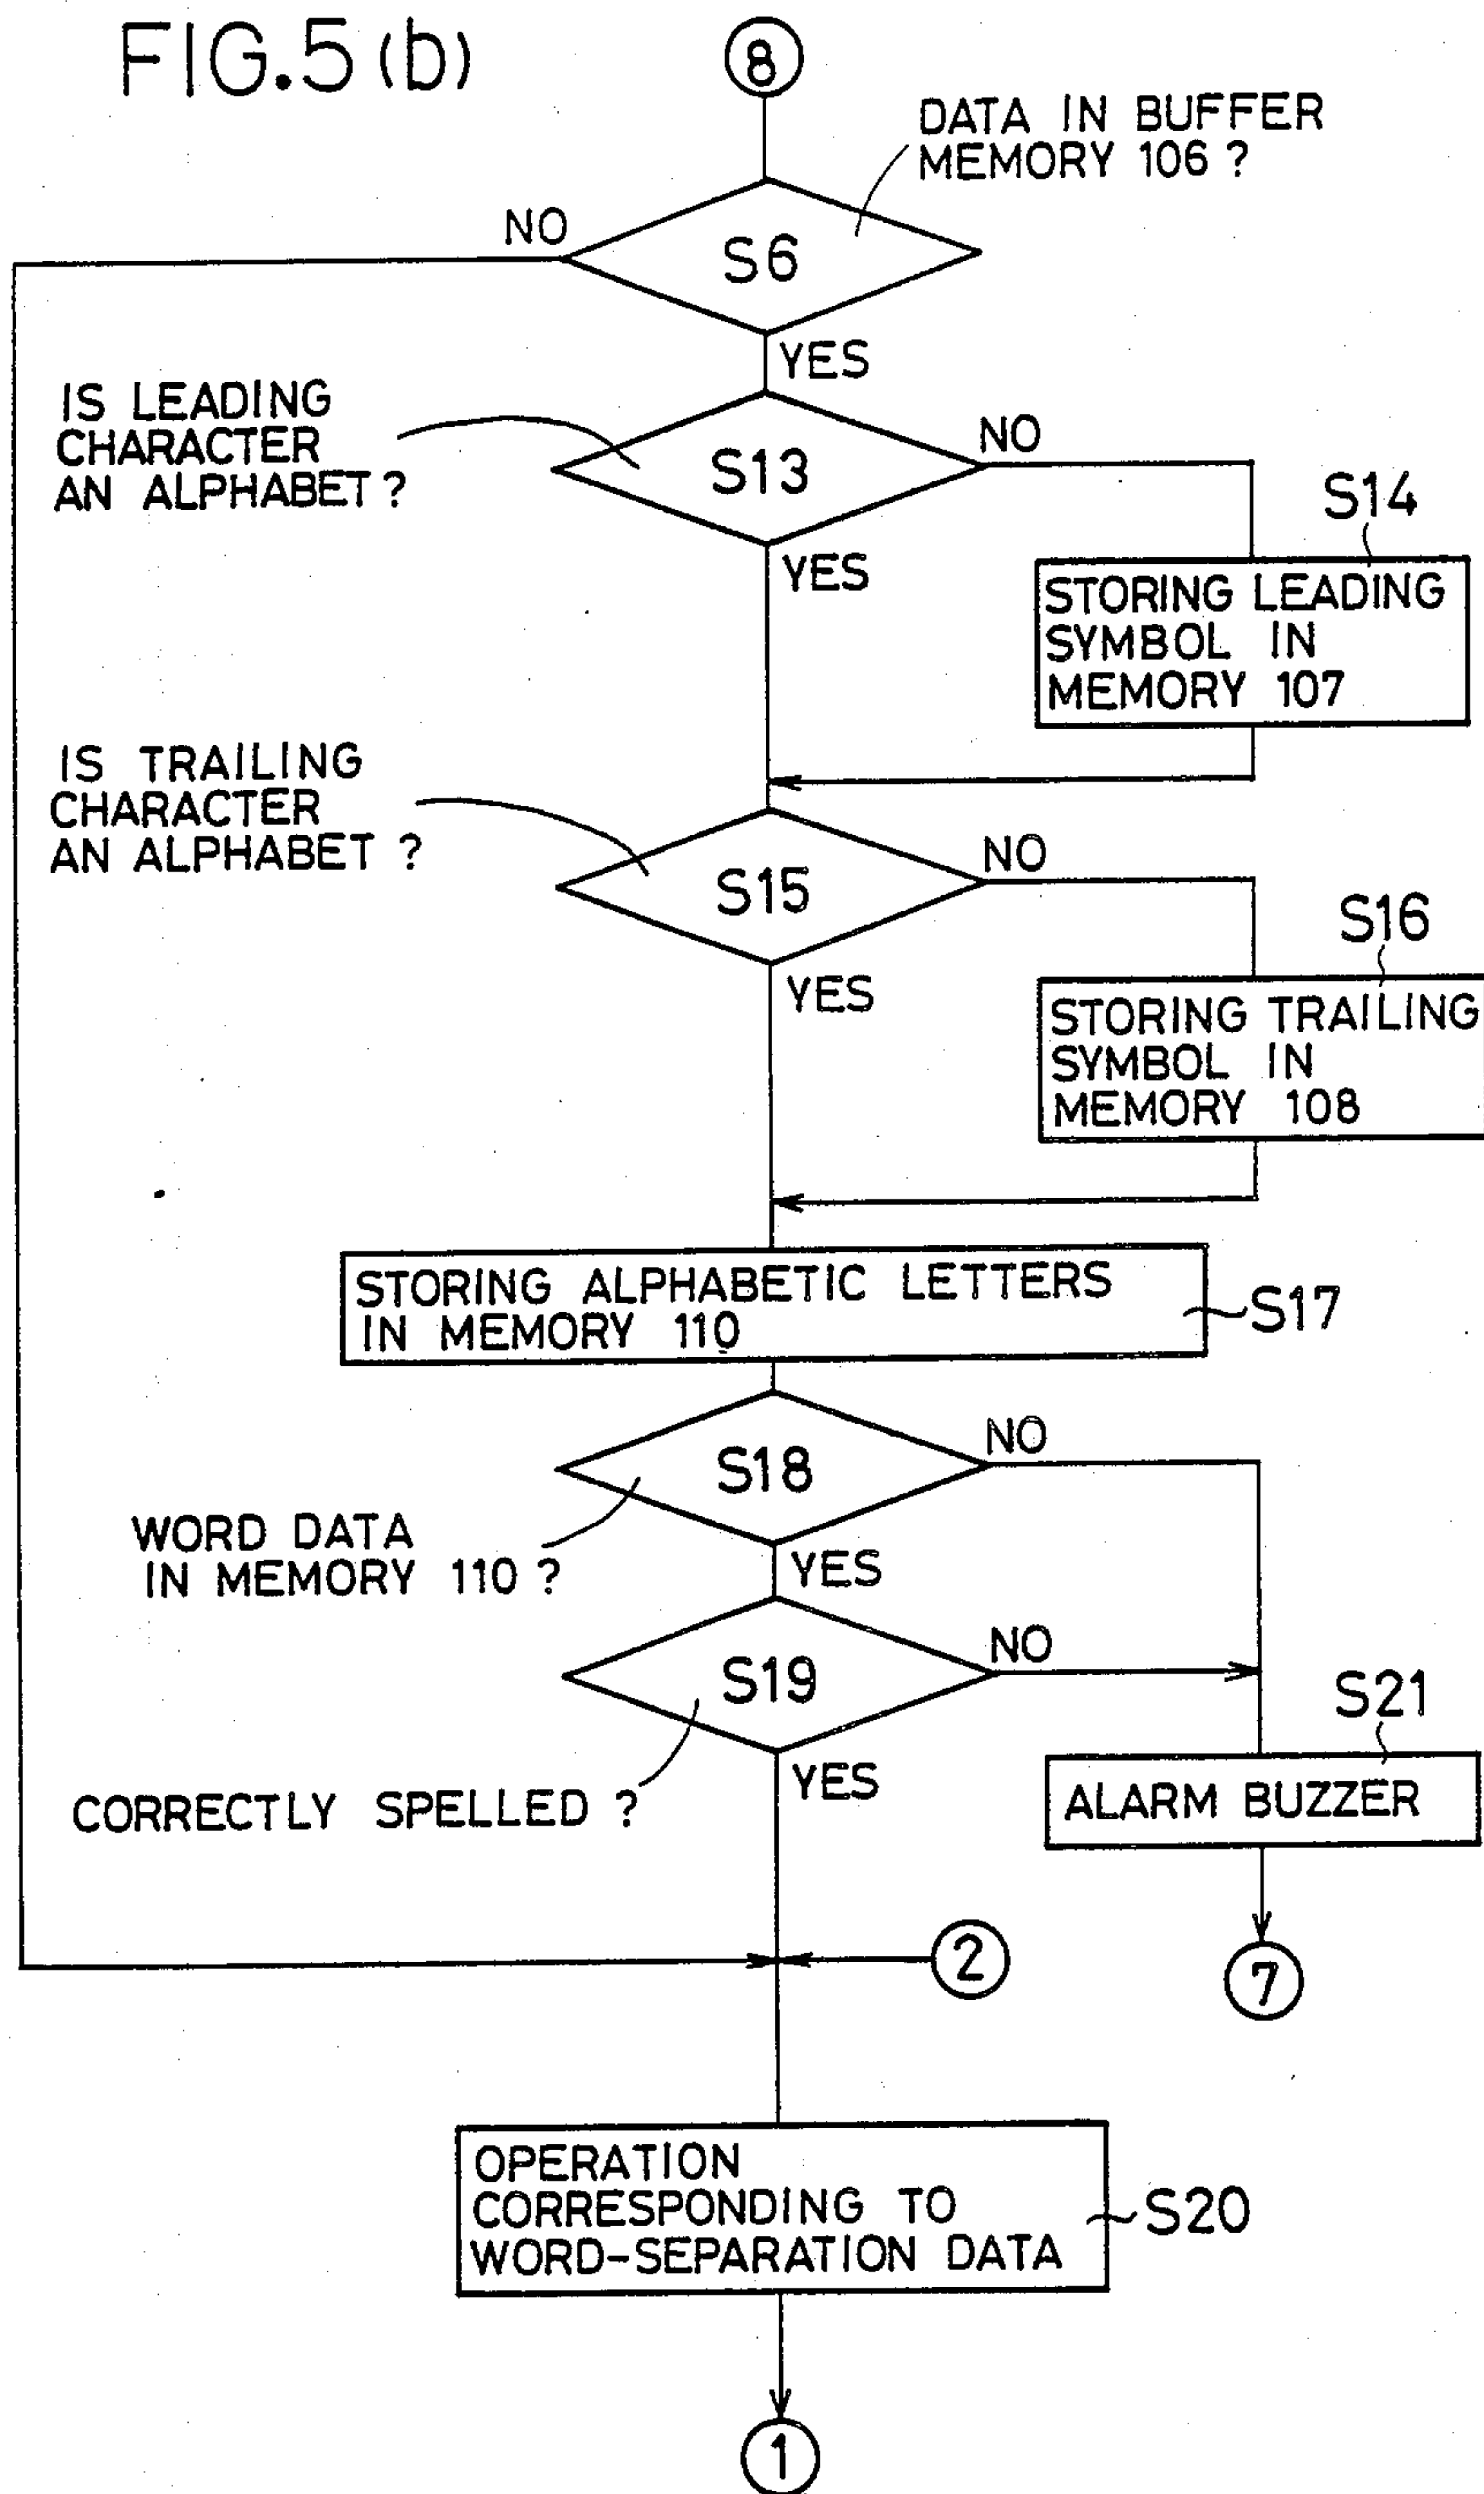 FIG.5(b)
8
DATA IN BUFFER
MEMORY 106 ?
NO
S6
YES
IS LEADING
CHARACTER
AN ALPHABET ?
S13
NO
S14
YES
STORING LEADING
SYMBOL IN
MEMORY 107
IS TRAILING
CHARACTER
AN ALPHABET ?
S15
NO
S16
YES
STORING TRAILING
SYMBOL IN
MEMORY 108
STORING ALPHABETIC LETTERS
IN MEMORY 110
S17
S18
NO
WORD DATA
IN MEMORY 110 ?
YES
S19
NO
S21
CORRECTLY SPELLED ?
YES
ALARM BUZZER
2
7
OPERATION
CORRESPONDING TO
WORD-SEPARATION DATA
S20
1